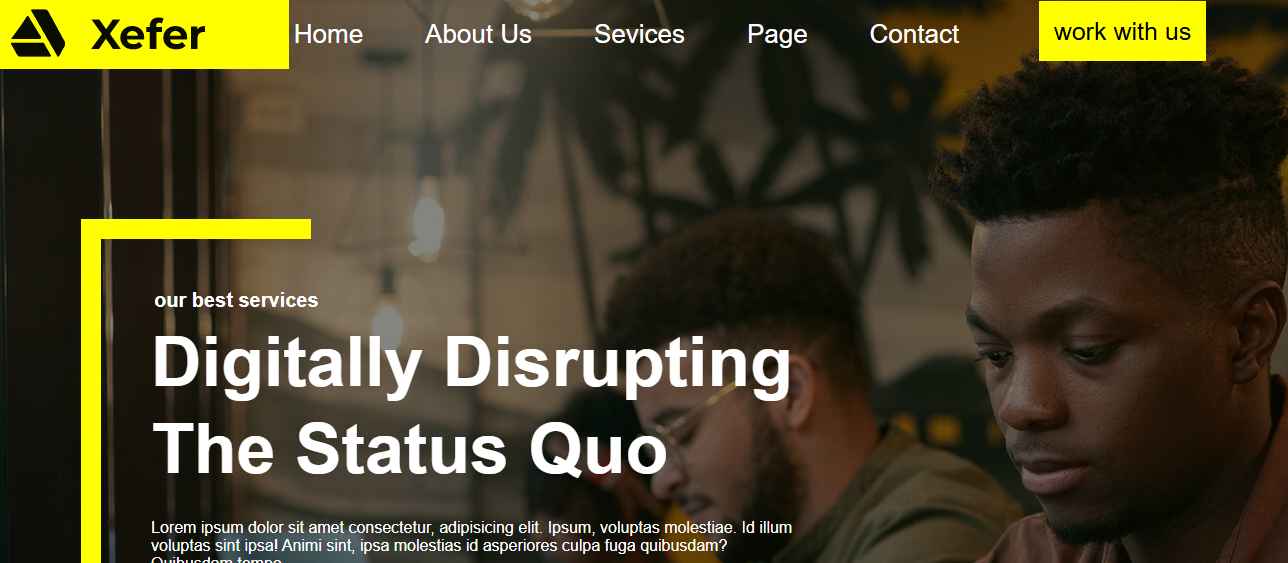 Xefer
Home About Us Sevices Page Contact work with us
our best services
Digitally Disrupting
The Status Quo
Lorem ipsum dolor sit amet consectetur, adipisicing elit. Ipsum, voluptas molestiae. Id illum
voluptas sint ipsa! Animi sint, ipsa molestias id asperiores culpa fuga quibusdam?
Quibusdam tempo